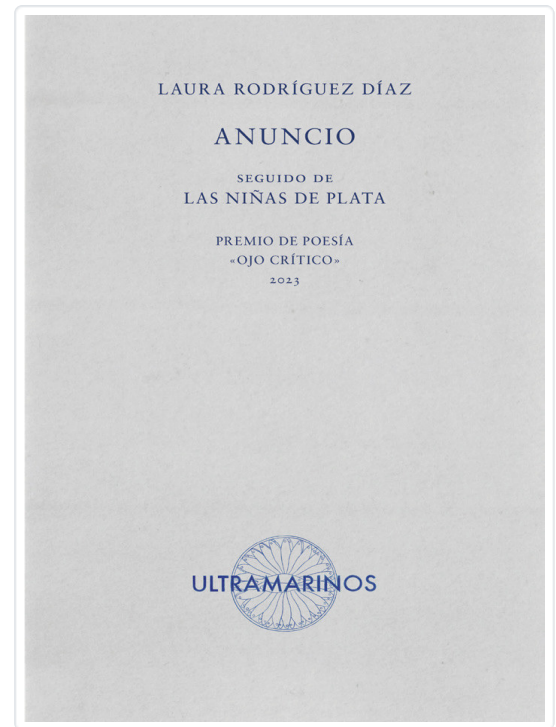 LAURA RODRÍGUEZ DÍAZ
ANUNCIO
SEGUIDO DE
LAS NIÑAS DE PLATA
PREMIO DE POESÍA
«OJO CRÍTICO»
2023
ULTRAMARINOS